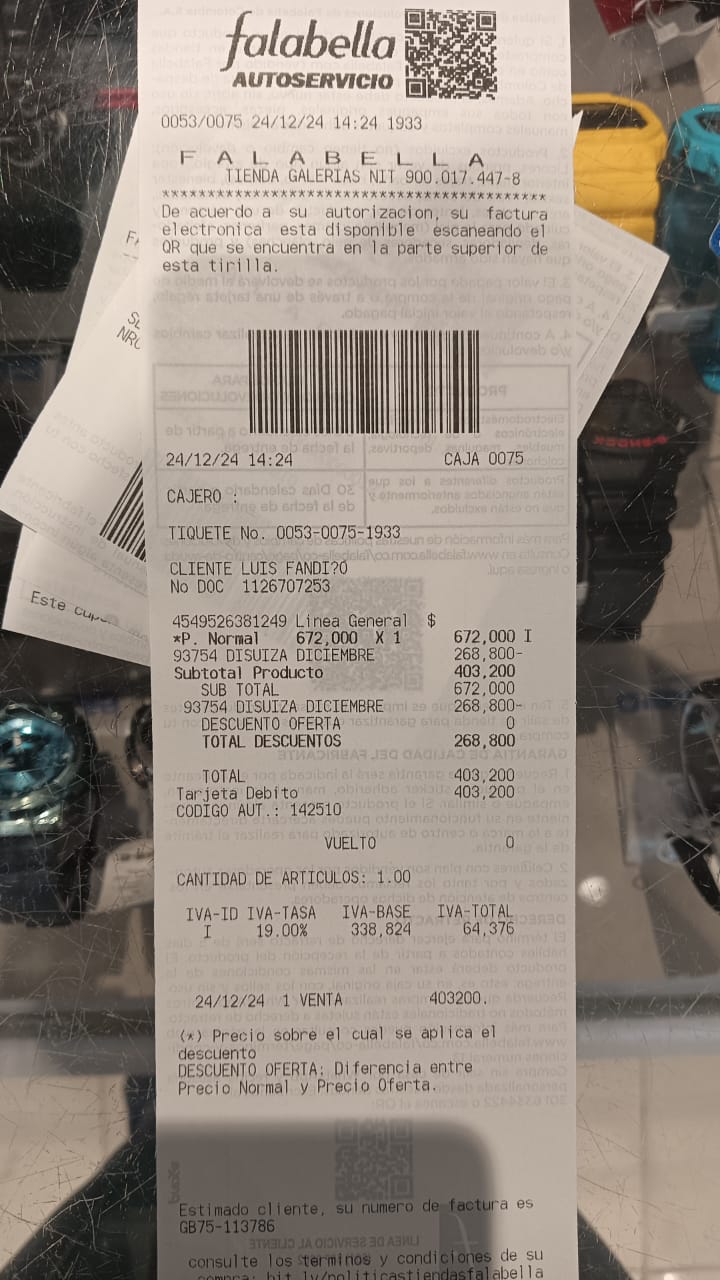 falabella
AUTOSERVICIO
0053/0075 24/12/24 14:24 1933
F A L A B E L L A
TIENDA GALERIAS NIT 900.017.447-8
******************************************
De acuerdo a su autorizacion, su factura
electronica esta disponible escaneando el
QR que se encuentra en la parte superior de
esta tirilla.
24/12/24 14:24 CAJA 0075
CAJERO :
TIQUETE No. 0053-0075-1933
CLIENTE LUIS FANDI?O
No DOC 1126707253
4549526381249 Linea General $
*P. Normal 672,000 X 1 672,000 I
93754 DISUIZA DICIEMBRE 268,800-
Subtotal Producto 403,200
SUB TOTAL 672,000
93754 DISUIZA DICIEMBRE 268,800-
DESCUENTO OFERTA 0
TOTAL DESCUENTOS 268,800
TOTAL 403,200
Tarjeta Debito 403,200
CODIGO AUT.: 142510
VUELTO 0
CANTIDAD DE ARTICULOS: 1.00
IVA-ID IVA-TASA IVA-BASE IVA-TOTAL
I 19.00% 338,824 64,376
24/12/24 1 VENTA 403200.
(*) Precio sobre el cual se aplica el
descuento
DESCUENTO OFERTA: Diferencia entre
Precio Normal y Precio Oferta.
Estimado cliente, su numero de factura es
GB75-113786
consulte los terminos y condiciones de su
compra: bit.ly/politicastiendasfalabella
Este